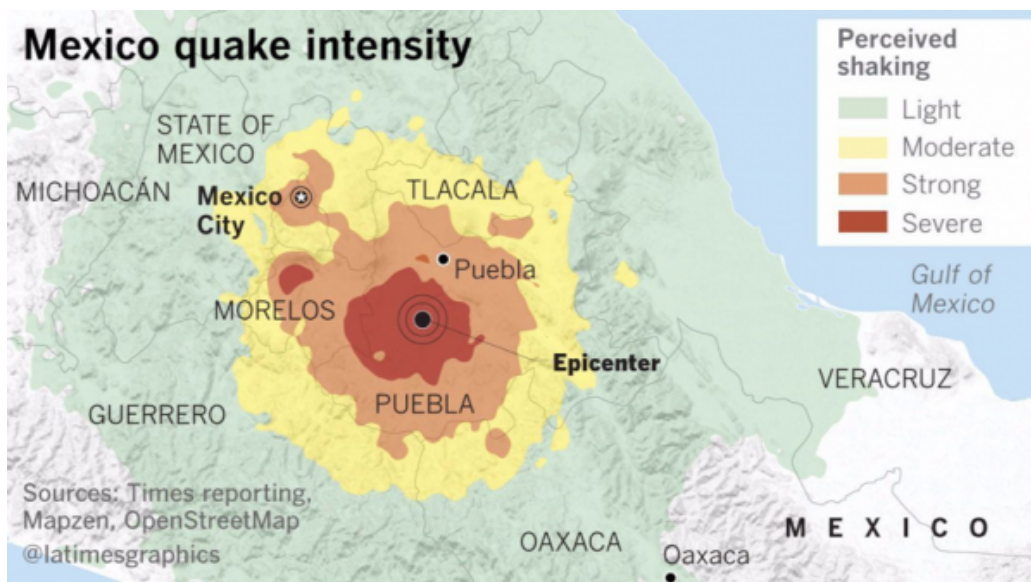 Mexico quake intensity
Perceived
shaking
Light
Moderate
Strong
Severe
STATE OF
MEXICO
MICHOACÁN
Mexico
City
TLACALA
Puebla
Gulf of
Mexico
MORELOS
Epicenter
VERACRUZ
PUEBLA
GUERRERO
Sources: Times reporting,
Mapzen, OpenStreetMap
@latimesgraphics
MEXICO
OAXACA
Oaxaca